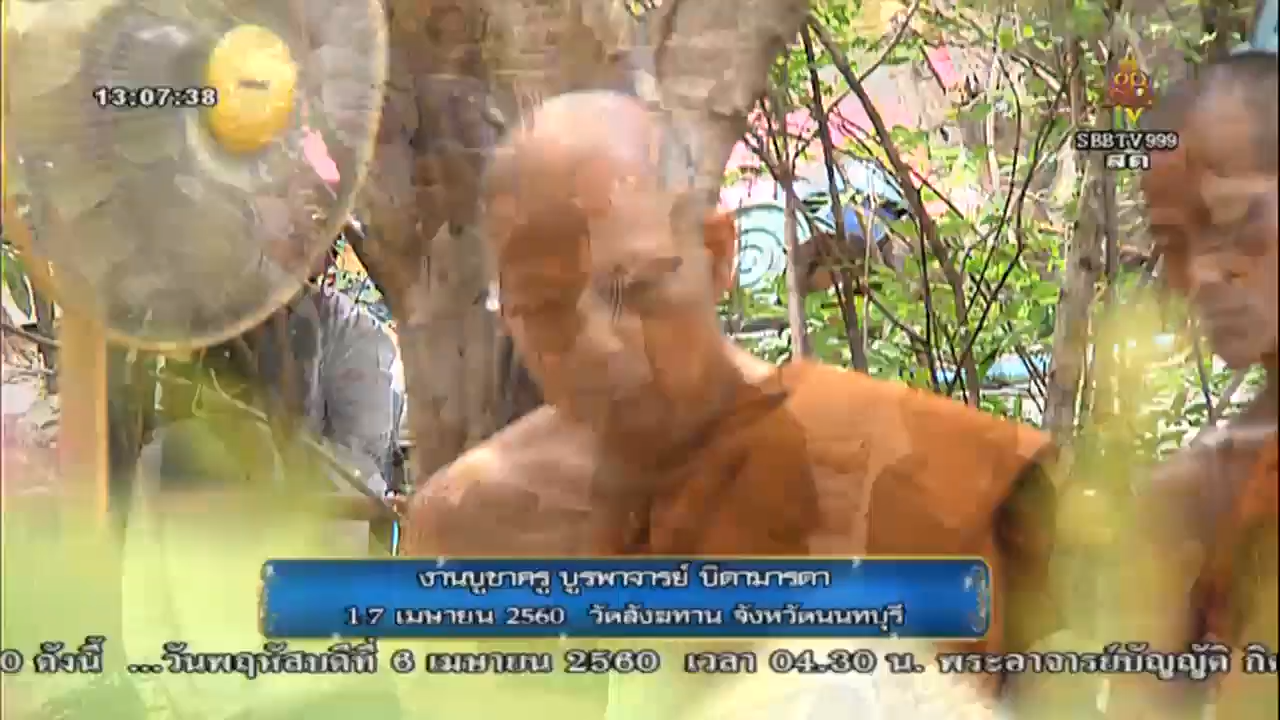 13:07:38
SBBTV999
สด
งานบูชาครู บูรพาจารย์ บิดามารดา
17 เมษายน 2560 วัดสังฆทาน จังหวัดนนทบุรี
0 ดังนี้ ...วันพฤหัสบดีที่ 6 เมษายน 2560 เวลา 04.30 น. พระอาจารย์บัญญัติ